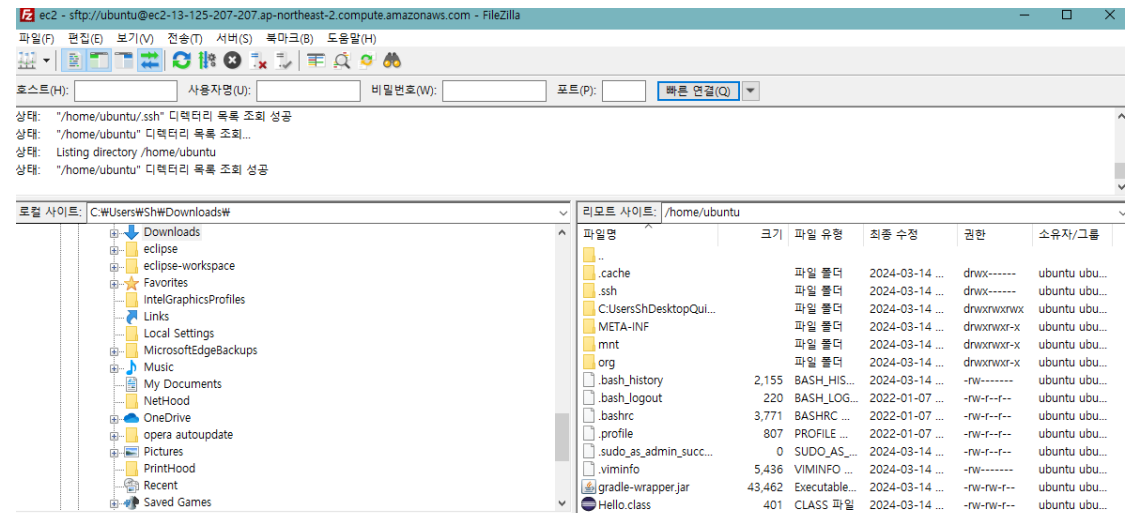 ec2 - sftp://ubuntu@ec2-13-125-207-207.ap-northeast-2.compute.amazonaws.com - FileZilla
파일(F) 편집(E) 보기(V) 전송(T) 서버(S) 북마크(B) 도움말(H)
호스트(H): 사용자명(U): 비밀번호(W): 포트(P): 빠른 연결(Q)
상태: "/home/ubuntu/.ssh" 디렉터리 목록 조회 성공
상태: "/home/ubuntu" 디렉터리 목록 조회...
상태: Listing directory /home/ubuntu
상태: "/home/ubuntu" 디렉터리 목록 조회 성공
로컬 사이트: C:₩Users₩Sh₩Downloads₩
Downloads
eclipse
eclipse-workspace
Favorites
IntelGraphicsProfiles
Links
Local Settings
MicrosoftEdgeBackups
Music
My Documents
NetHood
OneDrive
opera autoupdate
Pictures
PrintHood
Recent
Saved Games
리모트 사이트: /home/ubuntu
파일명 크기 파일 유형 최종 수정 권한 소유자/그룹
..
.cache 파일 폴더 2024-03-14 ... drwx------ ubuntu ubu...
.ssh 파일 폴더 2024-03-14 ... drwx------ ubuntu ubu...
C:UsersShDesktopQui... 파일 폴더 2024-03-14 ... drwxrwxrwx ubuntu ubu...
META-INF 파일 폴더 2024-03-14 ... drwxrwxr-x ubuntu ubu...
mnt 파일 폴더 2024-03-14 ... drwxrwxr-x ubuntu ubu...
org 파일 폴더 2024-03-14 ... drwxrwxr-x ubuntu ubu...
.bash_history 2,155 BASH_HIS... 2024-03-14 ... -rw------- ubuntu ubu...
.bash_logout 220 BASH_LOG... 2022-01-07 ... -rw-r--r-- ubuntu ubu...
.bashrc 3,771 BASHRC ... 2022-01-07 ... -rw-r--r-- ubuntu ubu...
.profile 807 PROFILE ... 2022-01-07 ... -rw-r--r-- ubuntu ubu...
.sudo_as_admin_succ... 0 SUDO_AS_... 2024-03-14 ... -rw-r--r-- ubuntu ubu...
.viminfo 5,436 VIMINFO ... 2024-03-14 ... -rw------- ubuntu ubu...
gradle-wrapper.jar 43,462 Executable... 2024-03-14 ... -rw-rw-r-- ubuntu ubu...
Hello.class 401 CLASS 파일 2024-03-14 ... -rw-rw-r-- ubuntu ubu...